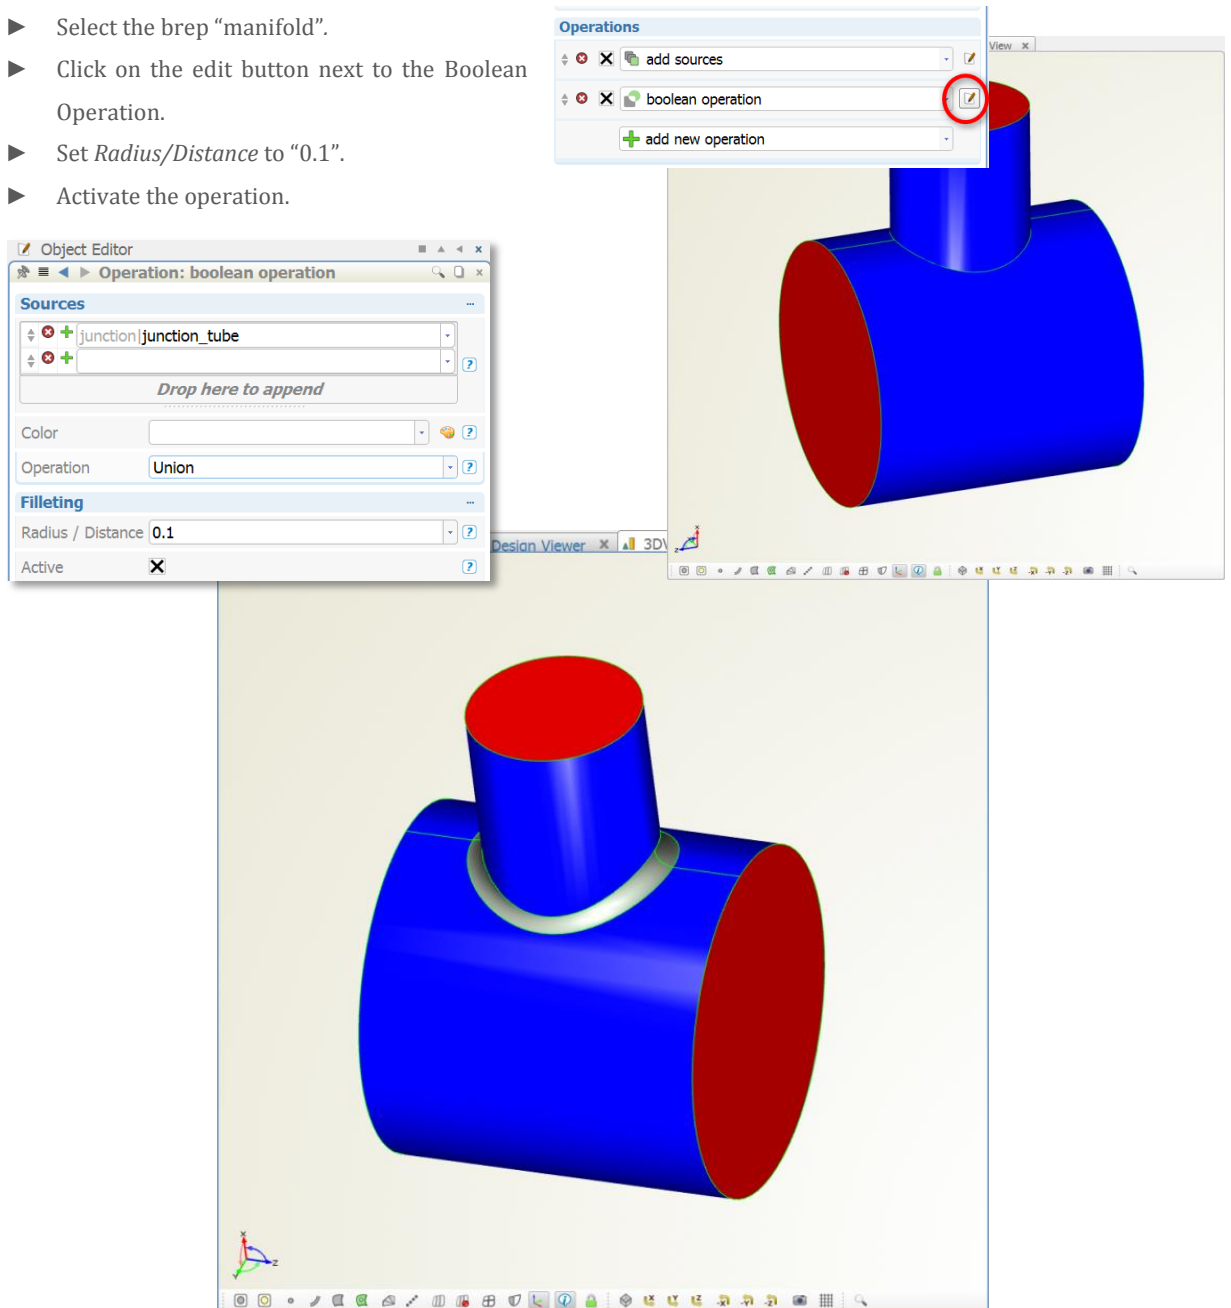 ► Select the brep “manifold”.
► Click on the edit button next to the Boolean
Operation.
► Set Radius/Distance to “0.1”.
► Activate the operation.
Operations
add sources
boolean operation
add new operation
View
Object Editor
Operation: boolean operation
Sources
junction|junction_tube
Drop here to append
Color
Operation Union
Filleting
Radius / Distance 0.1
Active
Design Viewer
3DV
x
z
x
z
y